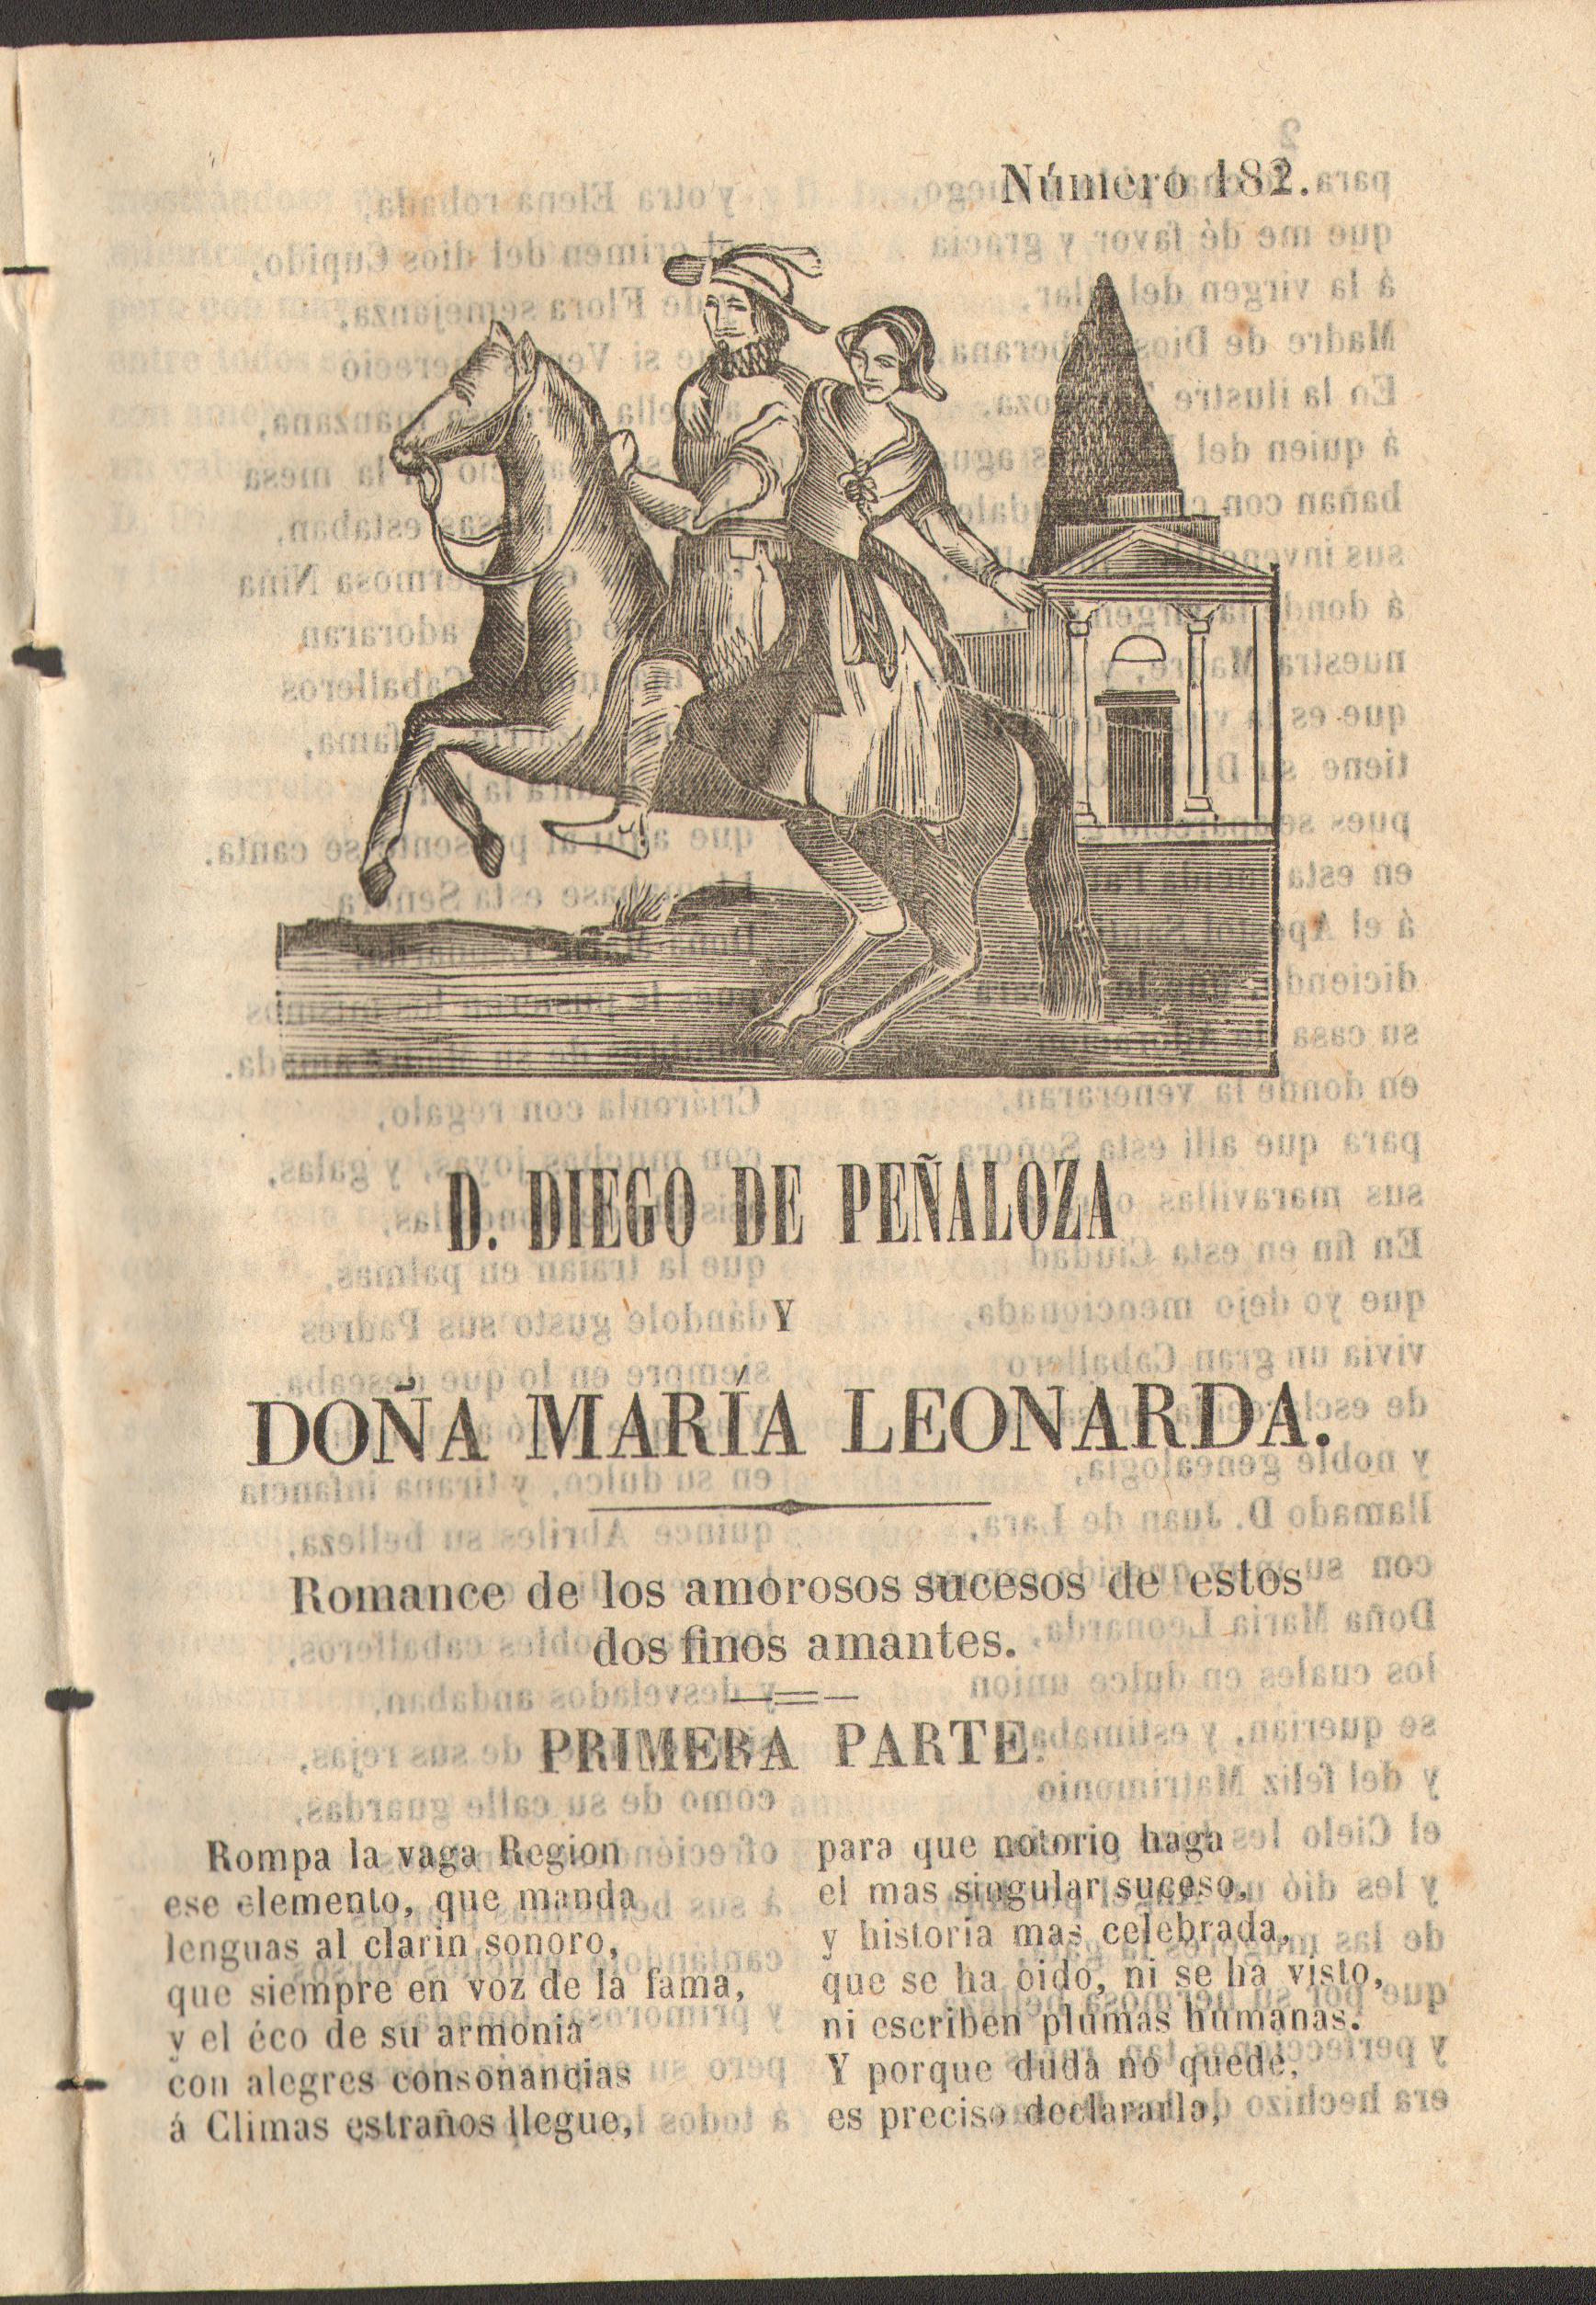 Número 182.
D. DIEGO DE PEÑALOZA
Y
DOÑA MARÍA LEONARDA.
Romance de los amorosos sucesos de estos
dos finos amantes.
PRIMERA PARTE.
Rompa la vaga Region
ese elemento, que manda
lenguas al clarin sonoro,
que siempre en voz de la fama,
y el éco de su armonia
con alegres consonancias
á Climas estraños llegue,
para que notorio haga
el mas singular suceso,
y historia mas celebrada,
que se ha oido, ni se ha visto,
ni escriben plumas humanas.
Y porque duda no quede,
es preciso declararla,